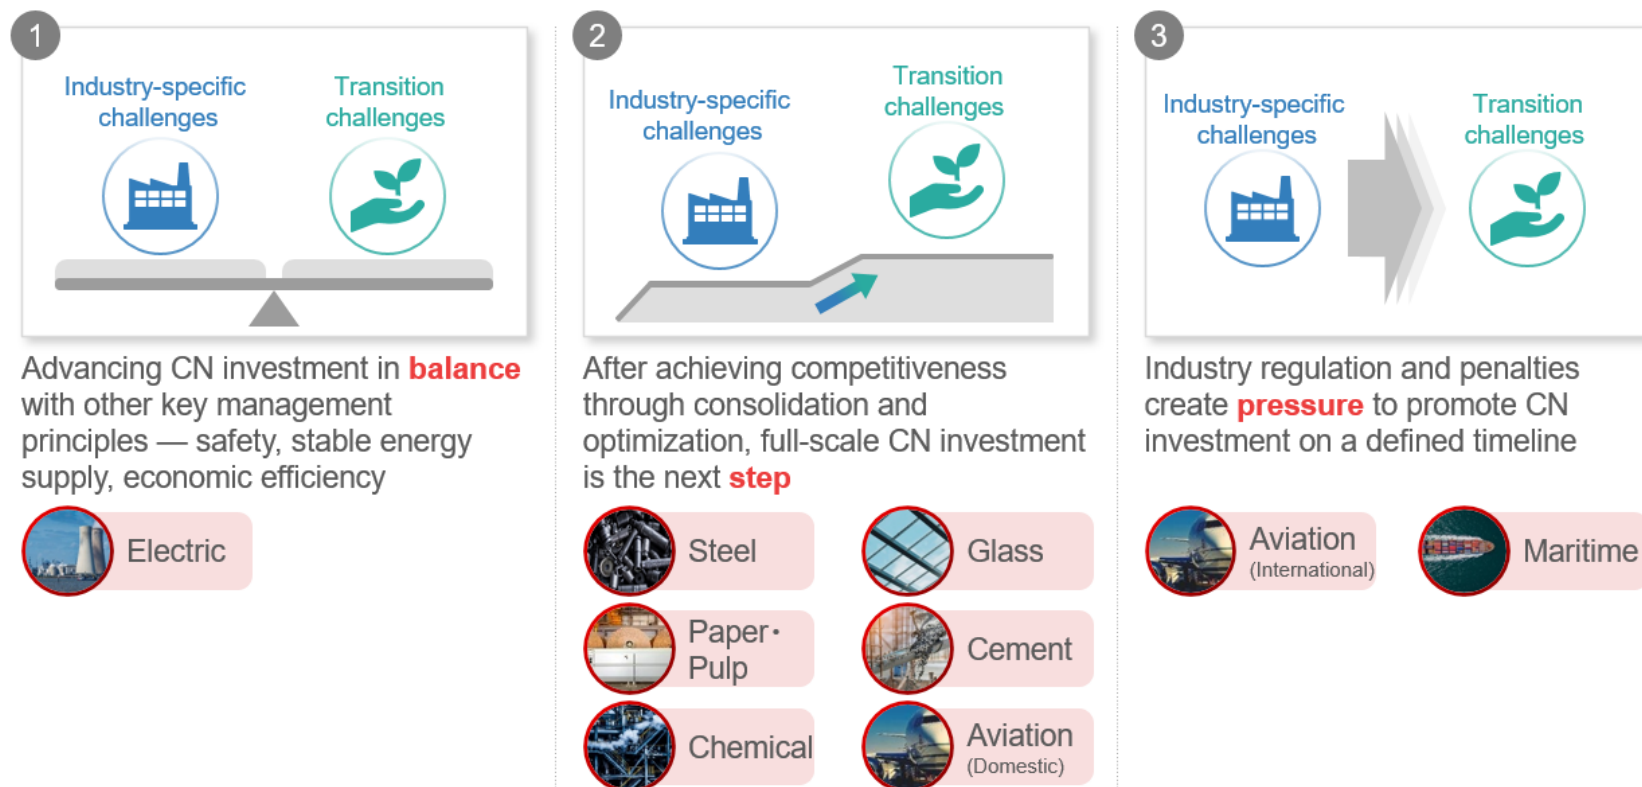 1
Industry-specific
challenges
Transition
challenges
Advancing CN investment in balance
with other key management
principles — safety, stable energy
supply, economic efficiency
Electric
2
Industry-specific
challenges
Transition
challenges
After achieving competitiveness
through consolidation and
optimization, full-scale CN investment
is the next step
Steel
Glass
Paper・
Pulp
Cement
Chemical
Aviation
(Domestic)
3
Industry-specific
challenges
Transition
challenges
Industry regulation and penalties
create pressure to promote CN
investment on a defined timeline
Aviation
(International)
Maritime